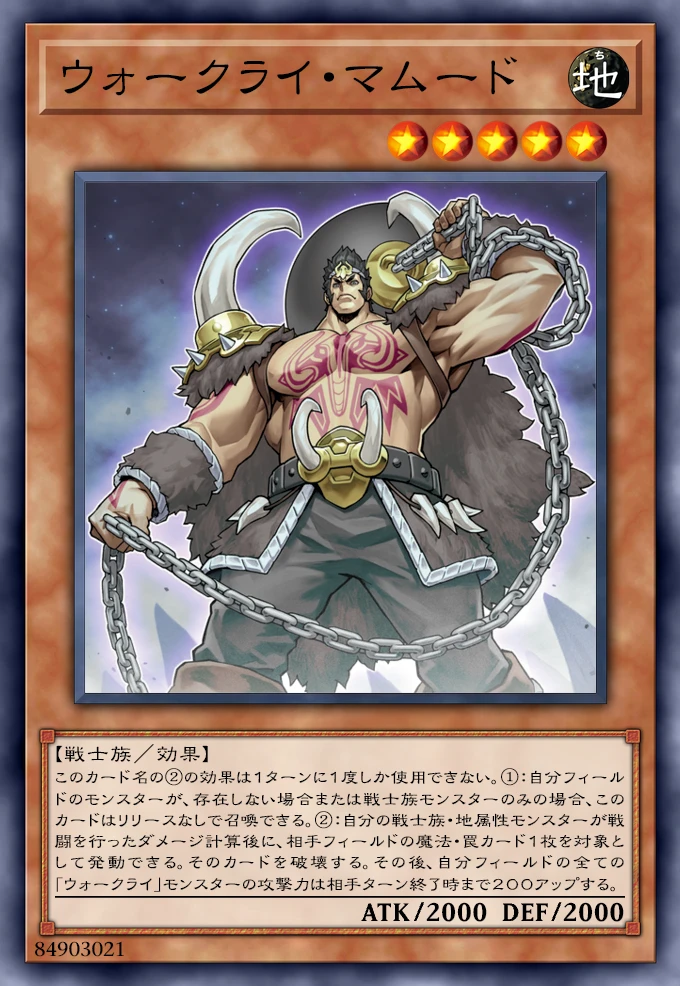 ウォークライ・マムード
ち
地
【戦士族／効果】
このカード名の②の効果は1ターンに1度しか使用できない。①：自分フィール
ドのモンスターが、存在しない場合または戦士族モンスターのみの場合、この
カードはリリースなしで召喚できる。②：自分の戦士族・地属性モンスターが戦
闘を行ったダメージ計算後に、相手フィールドの魔法・罠カード1枚を対象と
して発動できる。そのカードを破壊する。その後、自分フィールドの全ての
「ウォークライ」モンスターの攻撃力は相手ターン終了時まで200アップする。
ATK/2000 DEF/2000
84903021